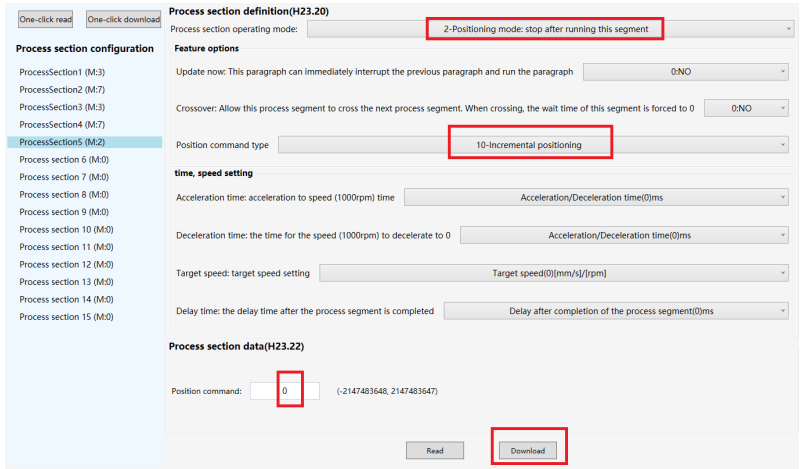 One-click read One-click download
Process section configuration
ProcessSection1 (M:3)
ProcessSection2 (M:7)
ProcessSection3 (M:3)
ProcessSection4 (M:7)
ProcessSection5 (M:2)
Process section 6 (M:0)
Process section 7 (M:0)
Process section 8 (M:0)
Process section 9 (M:0)
Process section 10 (M:0)
Process section 11 (M:0)
Process section 12 (M:0)
Process section 13 (M:0)
Process section 14 (M:0)
Process section 15 (M:0)
Process section definition(H23.20)
Process section operating mode: 2-Positioning mode: stop after running this segment
Feature options
Update now: This paragraph can immediately interrupt the previous paragraph and run the paragraph 0:NO
Crossover: Allow this process segment to cross the next process segment. When crossing, the wait time of this segment is forced to 0 0:NO
Position command type 10-Incremental positioning
time, speed setting
Acceleration time: acceleration to speed (1000rpm) time Acceleration/Deceleration time(0)ms
Deceleration time: the time for the speed (1000rpm) to decelerate to 0 Acceleration/Deceleration time(0)ms
Target speed: target speed setting Target speed(0)[mm/s]/[rpm]
Delay time: the delay time after the process segment is completed Delay after completion of the process segment(0)ms
Process section data(H23.22)
Position command: 0 (-2147483648, 2147483647)
Read Download